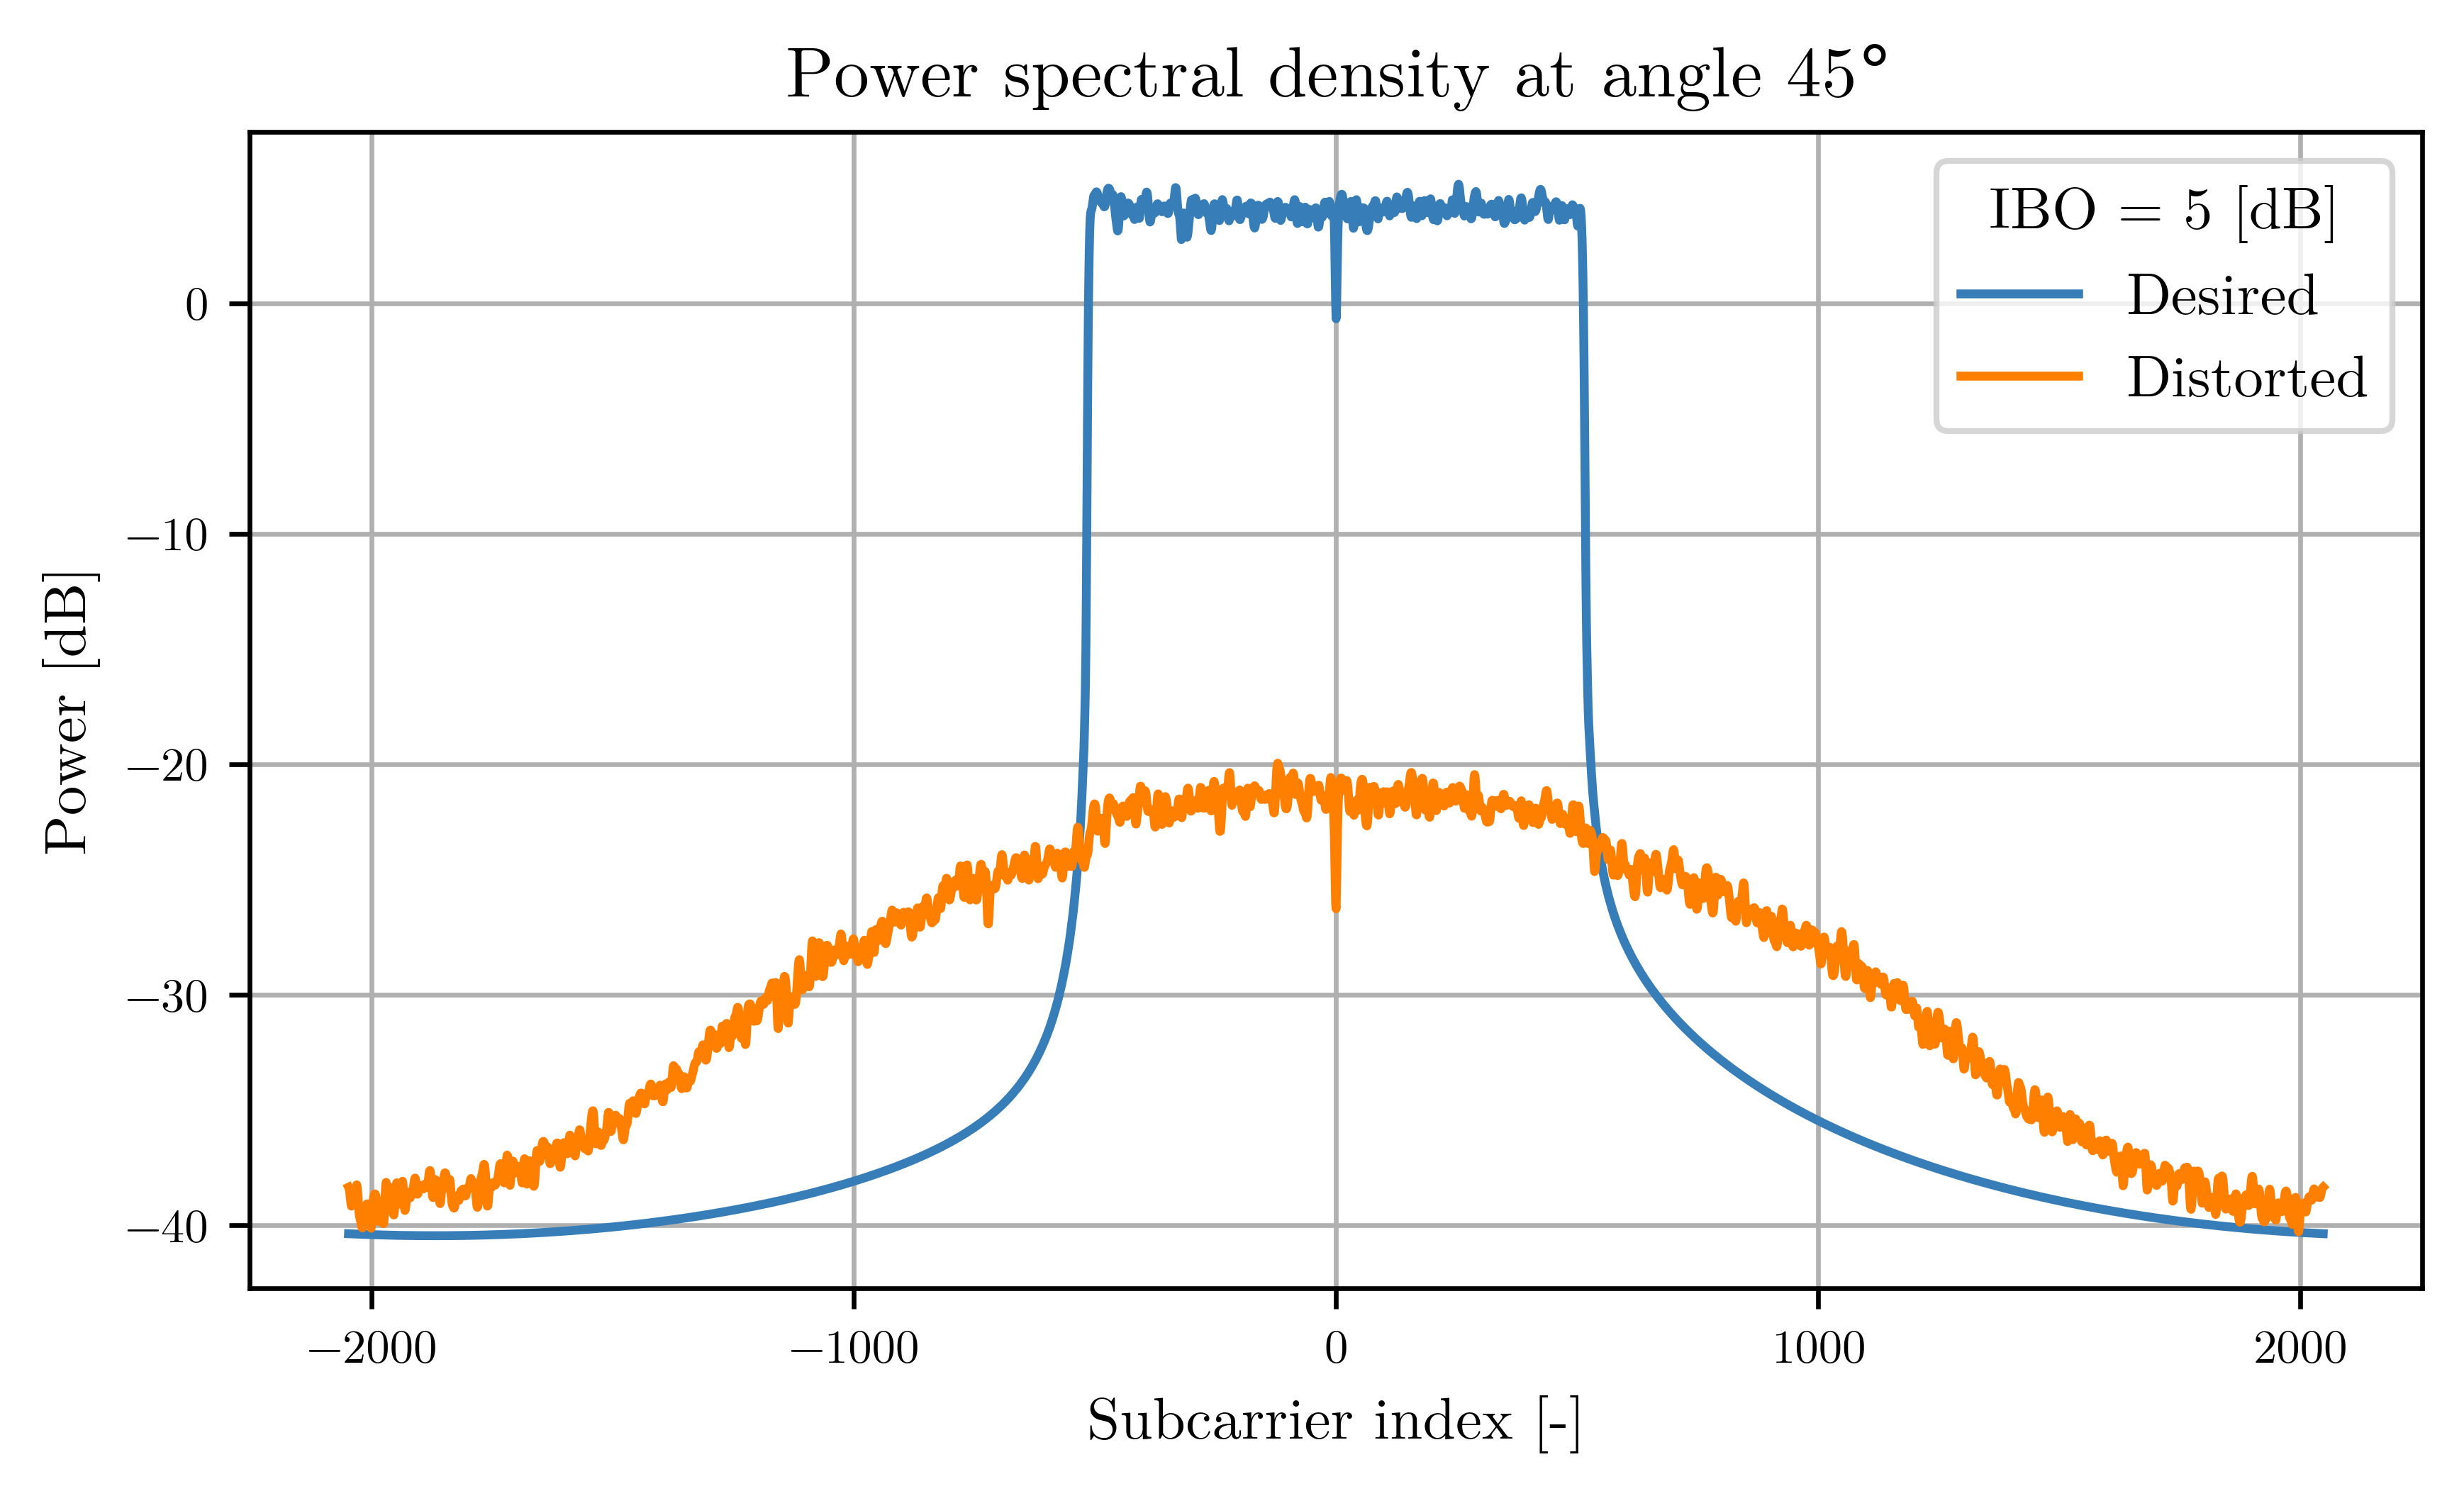 Power spectral density at angle 45°
IBO = 5 [dB]
Desired
Distorted
Power [dB]
0
−10
−20
−30
−40
−2000
−1000
0
1000
2000
Subcarrier index [-]